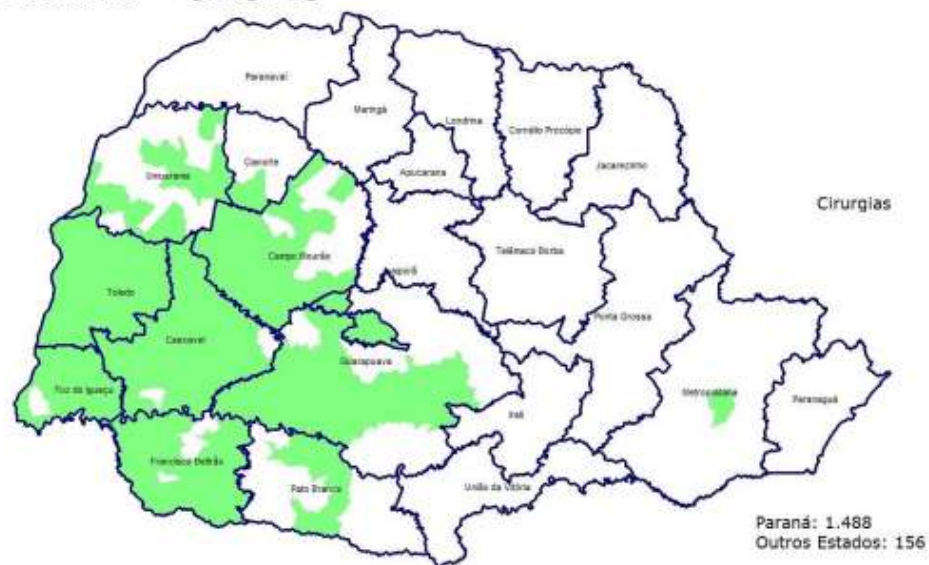 Paranavaí
Maringá
Londrina
Cornélio Procópio
Jacarezinho
Cianorte
Umuarama
Apucarana
Cirurgias
Campo Mourão
Telêmaco Borba
Toledo
Ponta Grossa
Cascavel
Guarapuava
Foz do Iguaçu
Metropolitana
Paranaguá
Irati
Francisco Beltrão
Pato Branco
União da Vitória
Paraná: 1.488
Outros Estados: 156